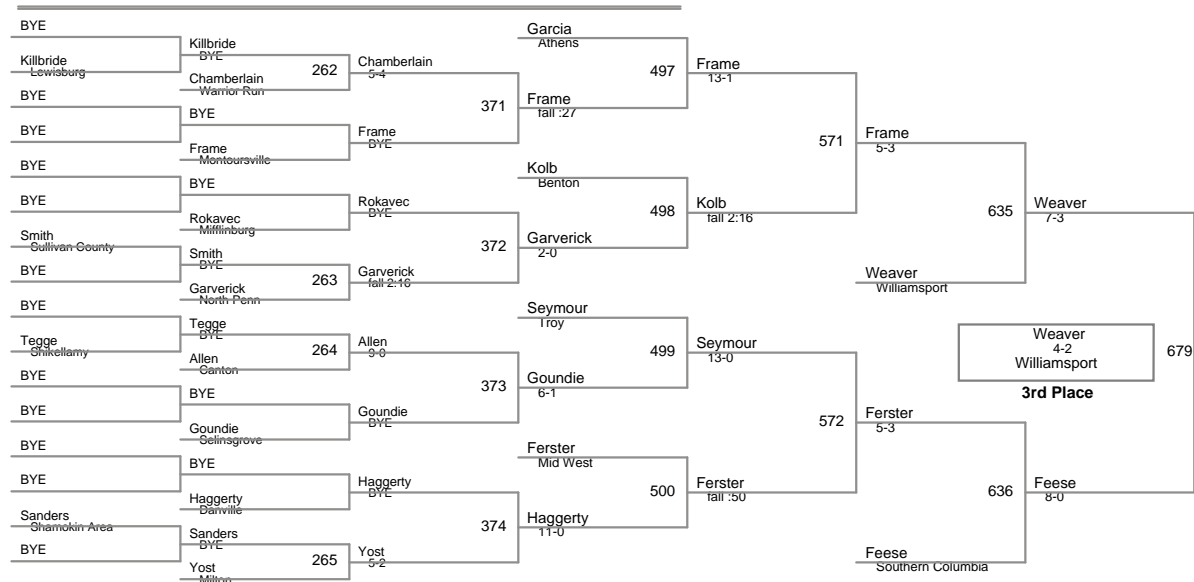 BYE
Killbride
Lewisburg
BYE
BYE
BYE
BYE
Smith
Sullivan County
BYE
BYE
Tegge
Shikellamy
BYE
BYE
BYE
BYE
Sanders
Shamokin Area
BYE
Killbride
BYE
262
Chamberlain
Warrior Run
BYE
Frame
Montoursville
BYE
Rokavec
Mifflinburg
Smith
BYE
263
Garverick
North Penn
Tegge
BYE
264
Allen
Canton
BYE
Goundie
Selinsgrove
BYE
Haggerty
Danville
Sanders
BYE
265
Yost
Milton
Chamberlain
5-4
371
Frame
BYE
Rokavec
BYE
372
Garverick
fall 2:16
Allen
9-0
373
Goundie
BYE
Haggerty
BYE
374
Yost
5-2
Garcia
Athens
497
Frame
fall :27
Kolb
Benton
498
Garverick
2-0
Seymour
Troy
499
Goundie
6-1
Ferster
Mid West
500
Haggerty
11-0
Frame
13-1
571
Kolb
fall 2:16
Seymour
13-0
572
Ferster
fall :50
Frame
5-3
635
Weaver
Williamsport
Ferster
5-3
636
Feese
Southern Columbia
Weaver
7-3
Weaver
4-2
Williamsport
679
3rd Place
Feese
8-0